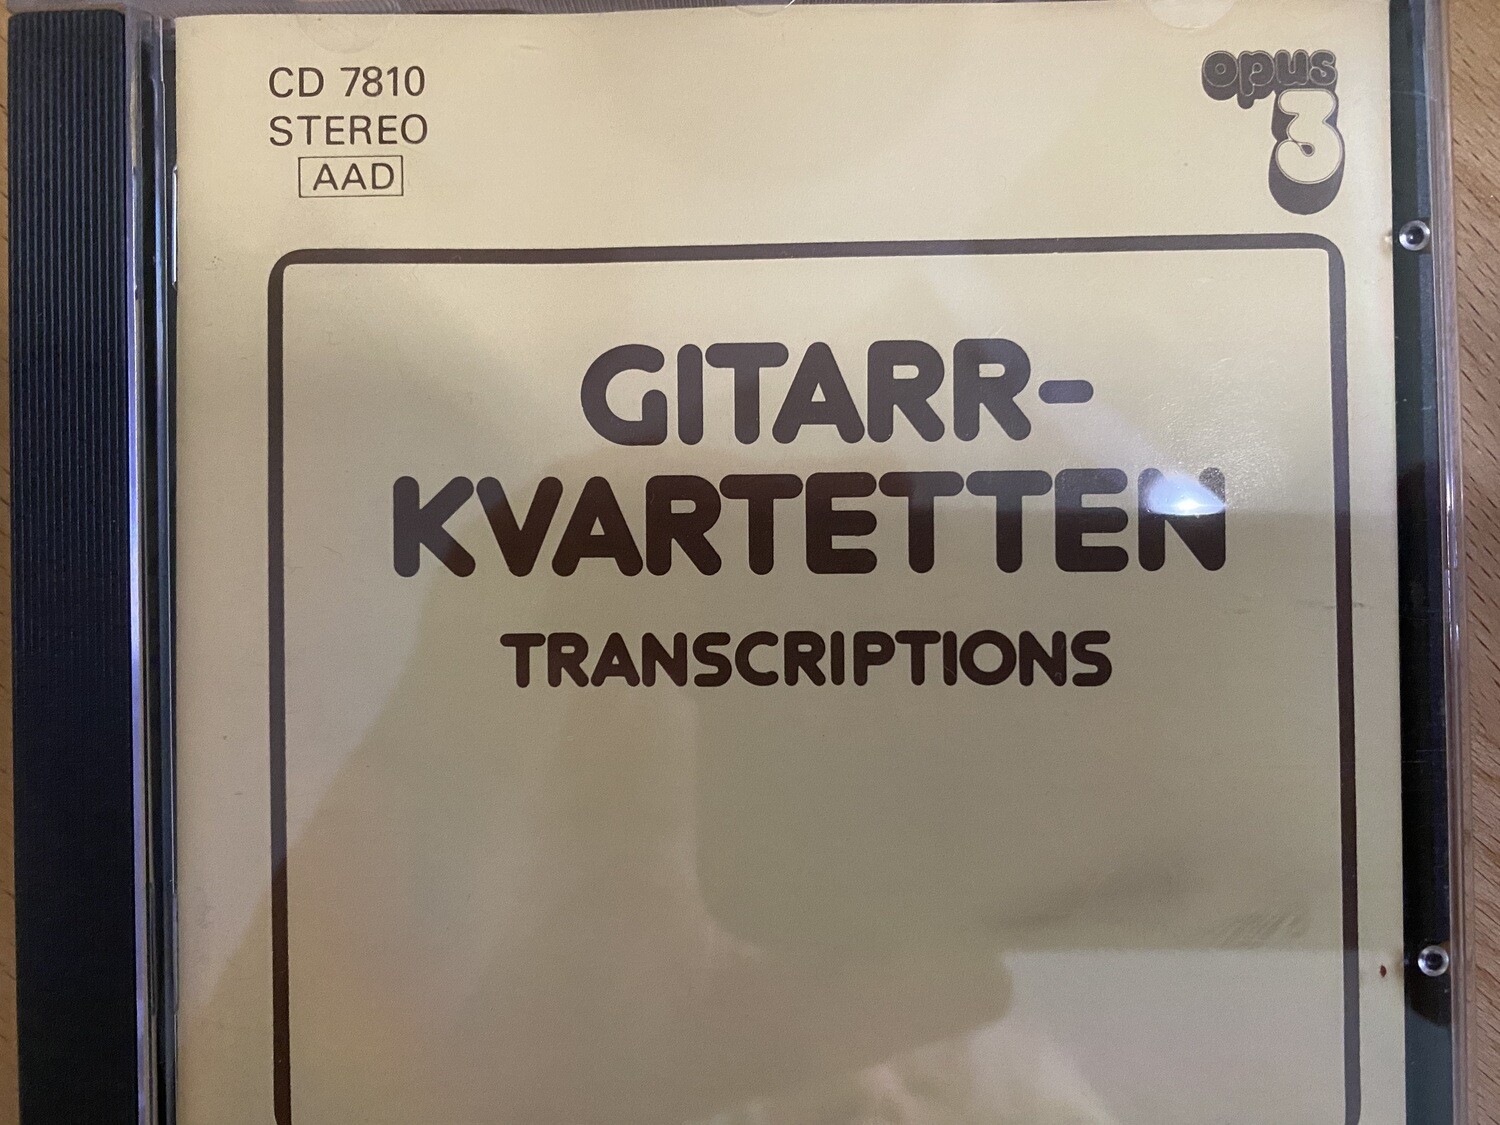 CD 7810
STEREO
AAD
opus
3
GITARR-
KVARTETTEN
TRANSCRIPTIONS